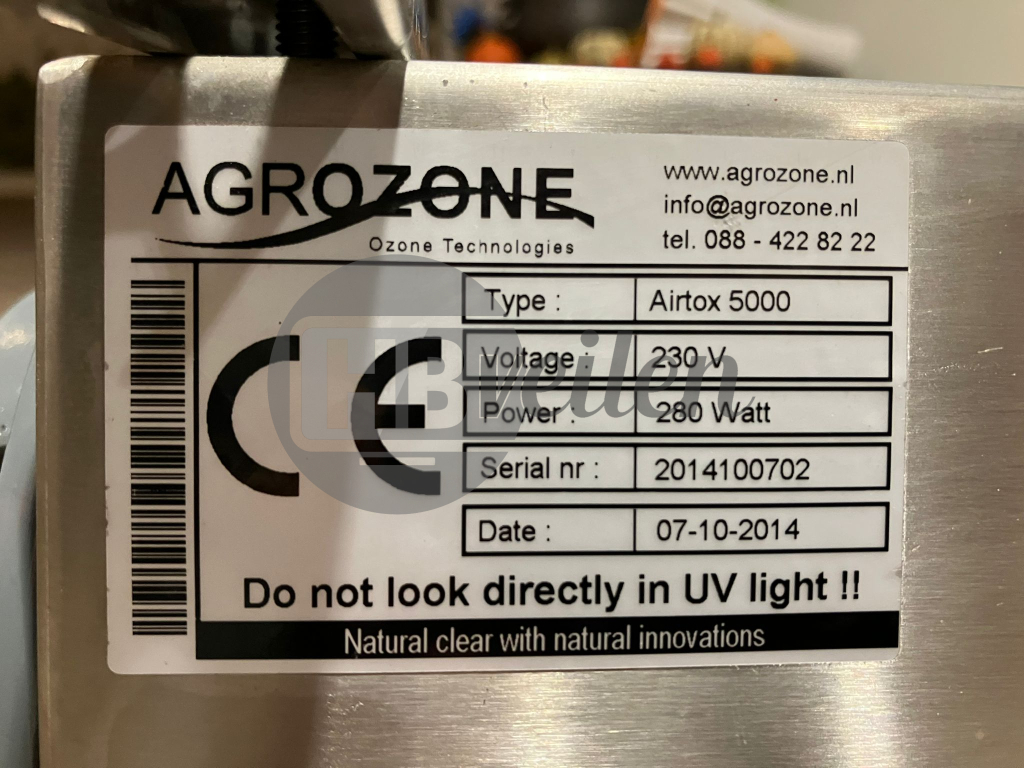 AGROZONE
Ozone Technologies
www.agrozone.nl
info@agrozone.nl
tel. 088 - 422 82 22
CE
Type : Airtox 5000
Voltage : 230 V
Power : 280 Watt
Serial nr : 2014100702
Date : 07-10-2014
Do not look directly in UV light !!
Natural clear with natural innovations
HBveilen